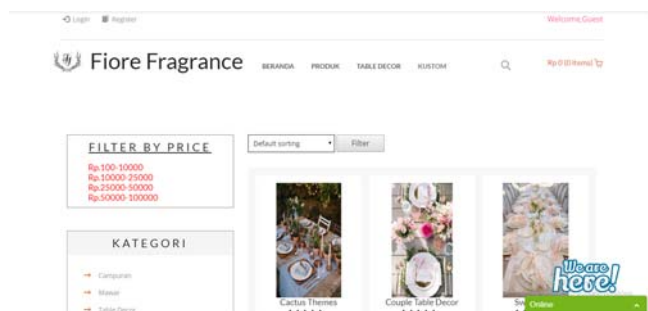 Login Register Welcome Guest
Fiore Fragrance BERANDA PRODUK TABLE DECOR KUSTOM Rp 0 (0 Items)
FILTER BY PRICE
Rp.100-10000
Rp.10000-25000
Rp.25000-50000
Rp.50000-100000
Default sorting Filter
KATEGORI
Campuran
Mawar
Table Decor
Cactus Themes Couple Table Decor
We are here!
Online